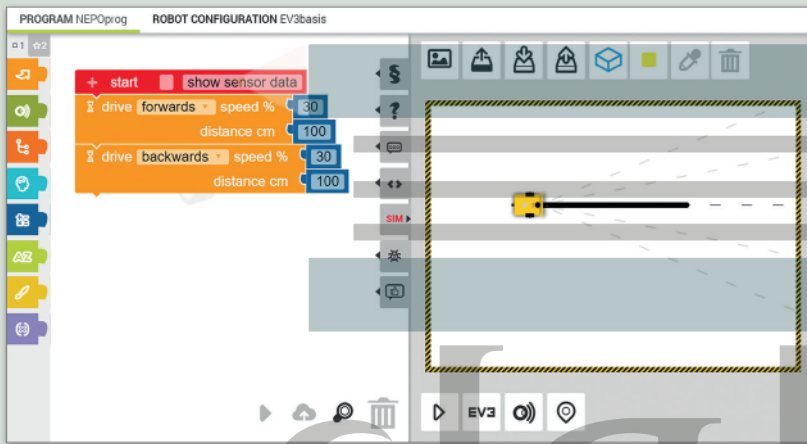 PROGRAM NEPOprog ROBOT CONFIGURATION EV3basis
1 2
+ start show sensor data
drive forwards speed % 30
distance cm 100
drive backwards speed % 30
distance cm 100
§
?
<>
SIM
AZ
EV3